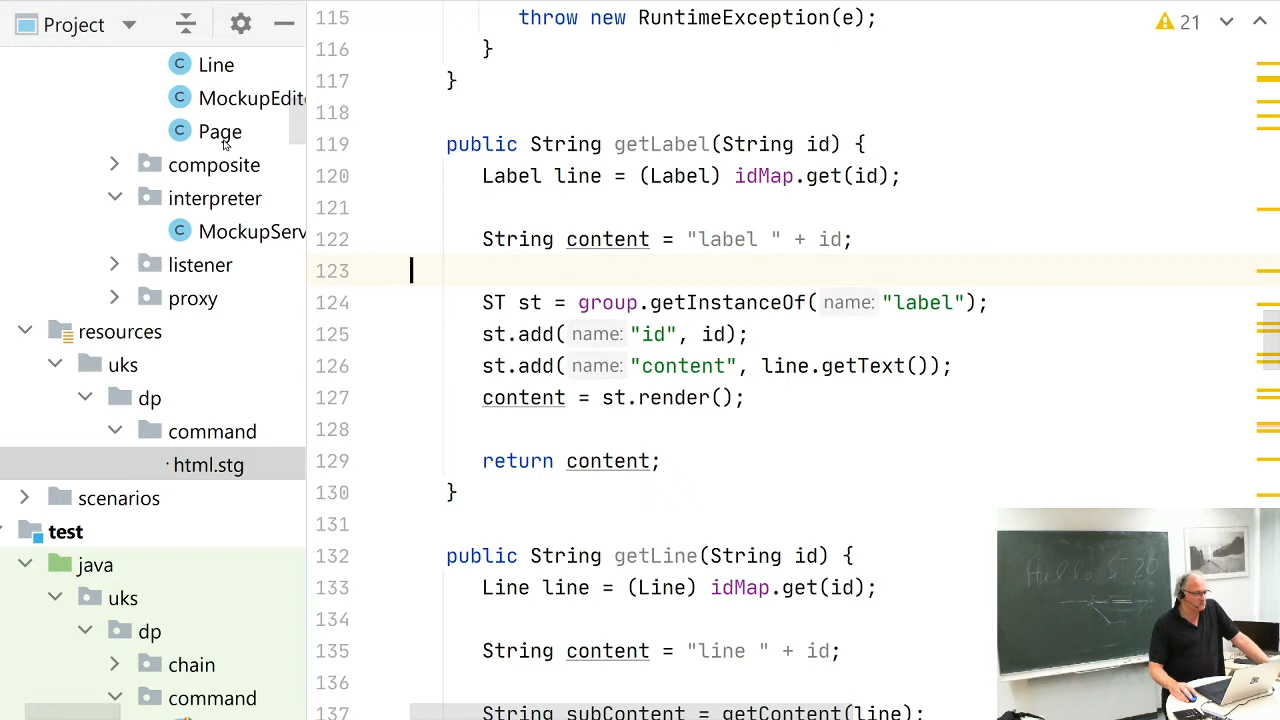 Project
Line
MockupEdit
Page
composite
interpreter
MockupServ
listener
proxy
resources
uks
dp
command
html.stg
scenarios
test
java
uks
dp
chain
command
21
115 throw new RuntimeException(e);
116 }
117 }
118
119 public String getLabel(String id) {
120 Label line = (Label) idMap.get(id);
121
122 String content = "label " + id;
123
124 ST st = group.getInstanceOf( name: "label");
125 st.add( name: "id", id);
126 st.add( name: "content", line.getText());
127 content = st.render();
128
129 return content;
130 }
131
132 public String getLine(String id) {
133 Line line = (Line) idMap.get(id);
134
135 String content = "line " + id;
136
137 String subContent = getContent(line);
Hello ST 20